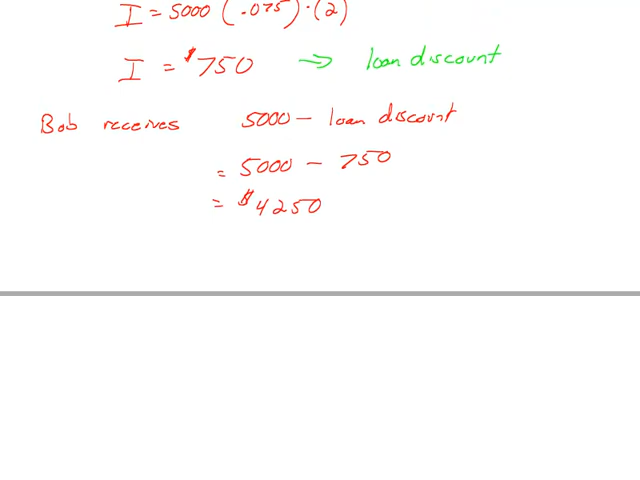 I = 5000 (.075) · (2)
I = $750 ⇒ loan discount
Bob receives 5000 - loan discount
= 5000 - 750
= $4250